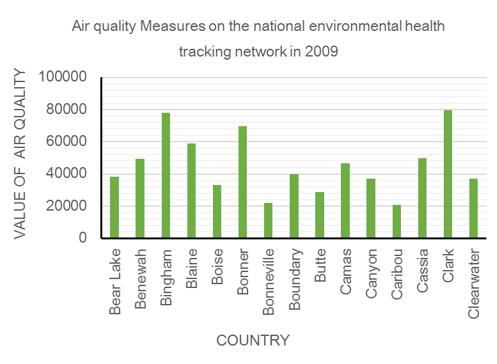 Air quality Measures on the national environmental health
tracking network in 2009
VALUE OF AIR QUALITY
100000
80000
60000
40000
20000
0
Bear Lake
Benewah
Bingham
Blaine
Boise
Bonner
Bonneville
Boundary
Butte
Camas
Canyon
Caribou
Cassia
Clark
Clearwater
COUNTRY